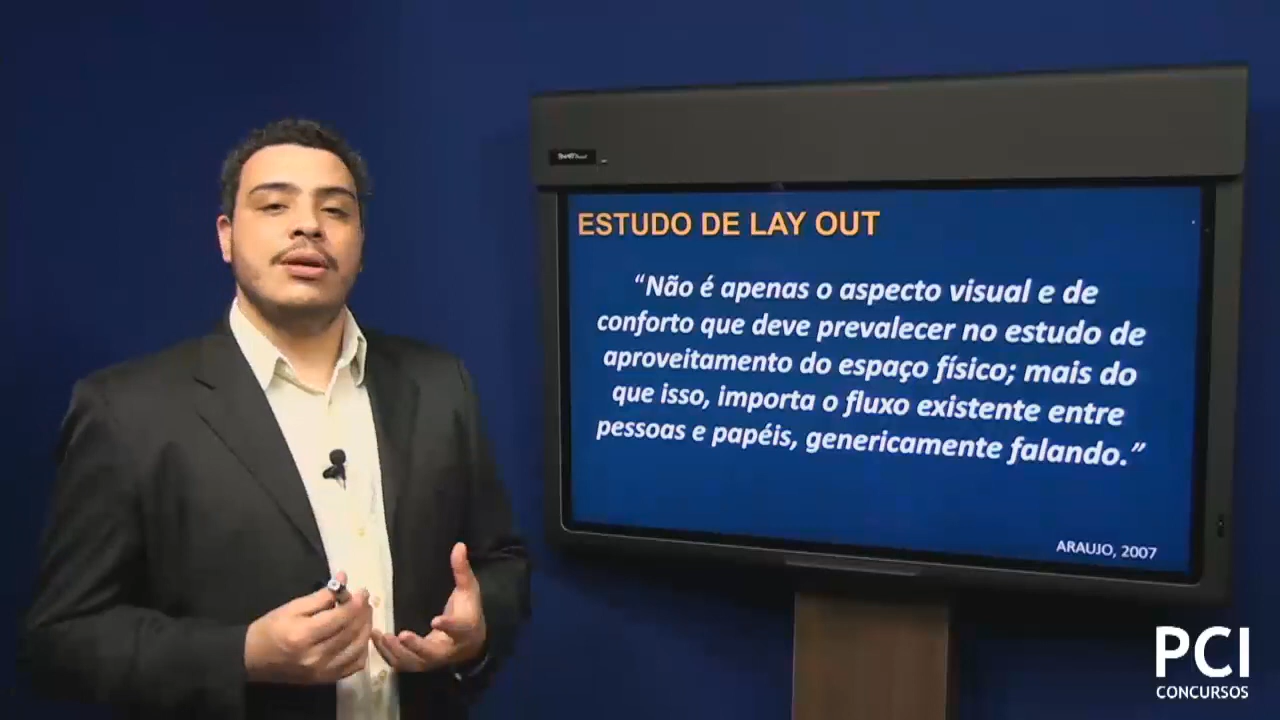 ESTUDO DE LAY OUT
“Não é apenas o aspecto visual e de
conforto que deve prevalecer no estudo de
aproveitamento do espaço físico; mais do
que isso, importa o fluxo existente entre
pessoas e papéis, genericamente falando.”
ARAUJO, 2007
PCI
CONCURSOS